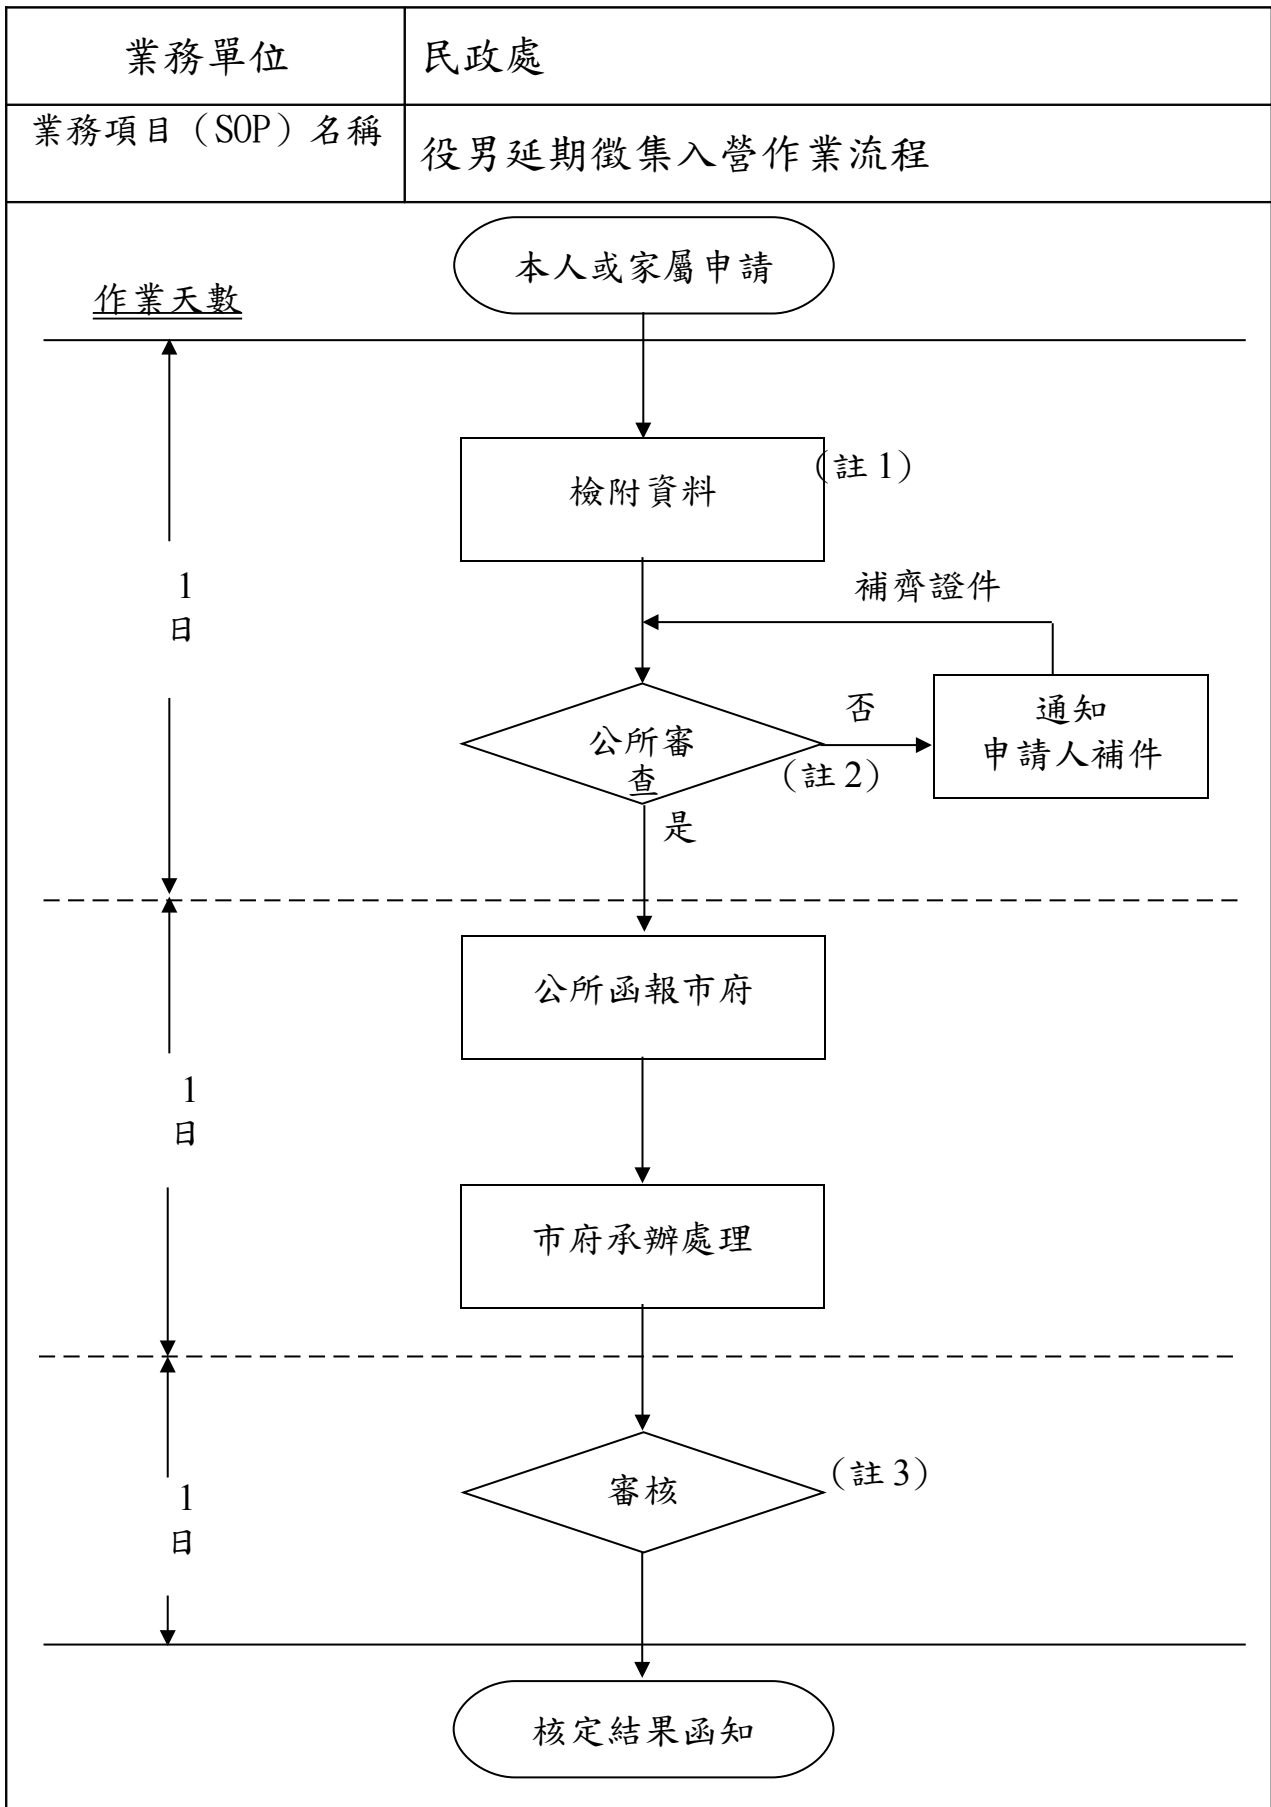 業務單位
民政處
業務項目（SOP）名稱
役男延期徵集入營作業流程
本人或家屬申請
作業天數
檢附資料
（註1）
1
日
補齊證件
公所審
查
否
（註2）
通知
申請人補件
是
公所函報市府
1
日
市府承辦處理
審核
（註3）
1
日
核定結果函知